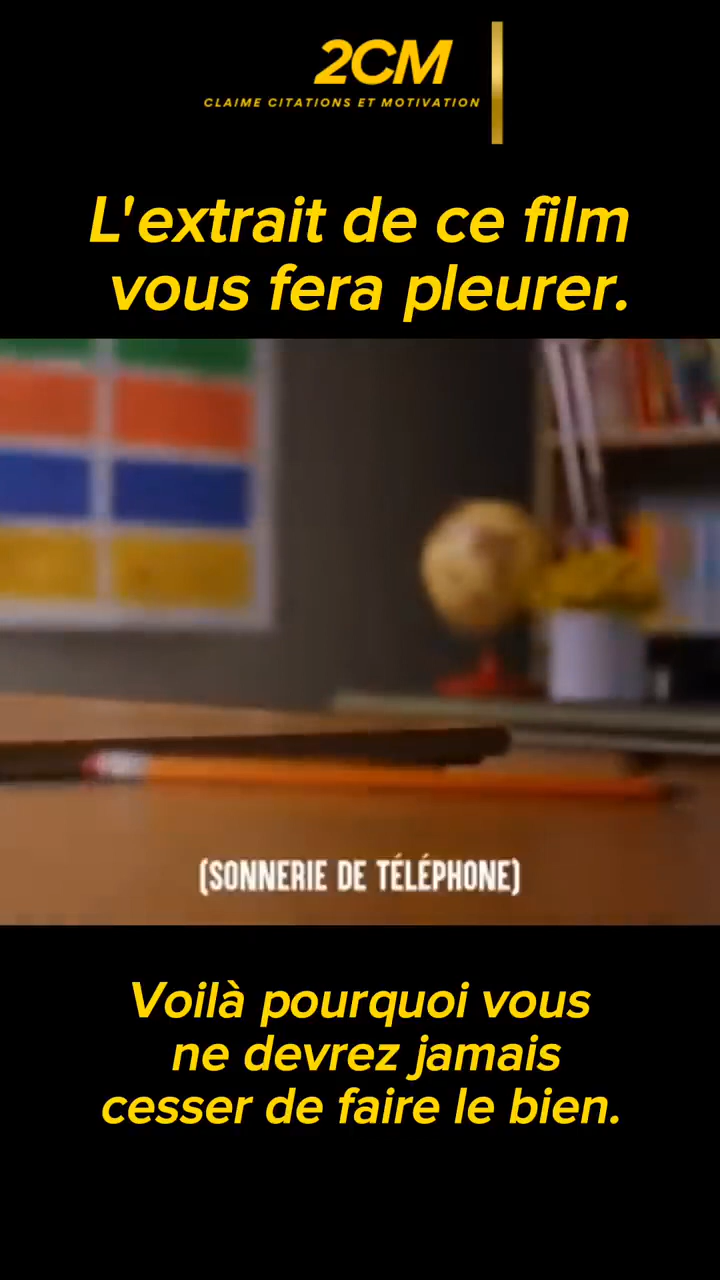 2CM
CLAIME CITATIONS ET MOTIVATION
L'extrait de ce film
vous fera pleurer.
(SONNERIE DE TÉLÉPHONE)
Voilà pourquoi vous
ne devrez jamais
cesser de faire le bien.